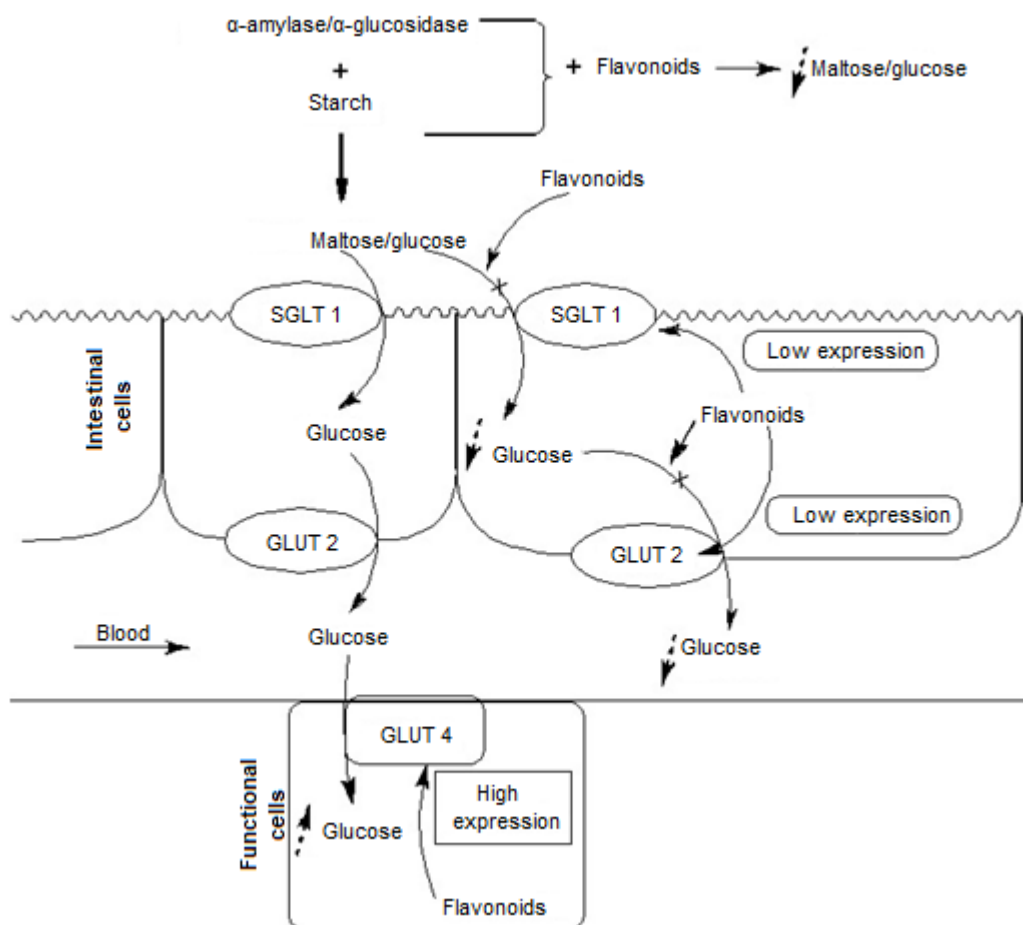 α-amylase/α-glucosidase
+
Starch
+ Flavonoids
Maltose/glucose
Flavonoids
Maltose/glucose
SGLT 1
SGLT 1
Low expression
Intestinal
cells
Glucose
Glucose
Flavonoids
Low expression
GLUT 2
GLUT 2
Blood
Glucose
Glucose
GLUT 4
Functional
cells
High
expression
Glucose
Flavonoids